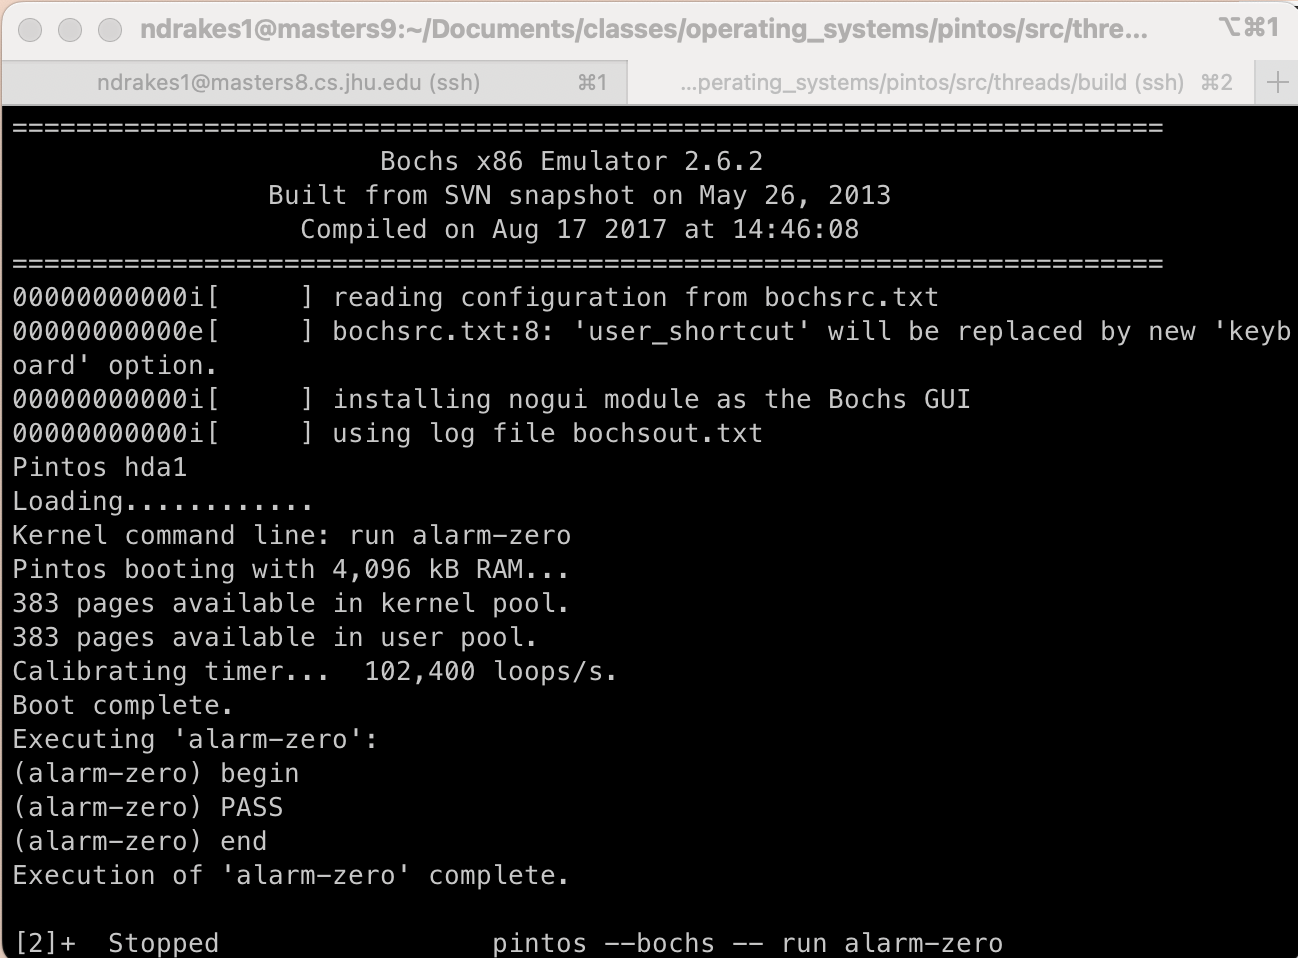 ndrakes1@masters9:~/Documents/classes/operating_systems/pintos/src/thre... ⌥⌘1
ndrakes1@masters8.cs.jhu.edu (ssh) ⌘1 ...perating_systems/pintos/src/threads/build (ssh) ⌘2 +
========================================================================
Bochs x86 Emulator 2.6.2
Built from SVN snapshot on May 26, 2013
Compiled on Aug 17 2017 at 14:46:08
========================================================================
00000000000i[     ] reading configuration from bochsrc.txt
00000000000e[     ] bochsrc.txt:8: 'user_shortcut' will be replaced by new 'keyb
oard' option.
00000000000i[     ] installing nogui module as the Bochs GUI
00000000000i[     ] using log file bochsout.txt
Pintos hda1
Loading............
Kernel command line: run alarm-zero
Pintos booting with 4,096 kB RAM...
383 pages available in kernel pool.
383 pages available in user pool.
Calibrating timer...  102,400 loops/s.
Boot complete.
Executing 'alarm-zero':
(alarm-zero) begin
(alarm-zero) PASS
(alarm-zero) end
Execution of 'alarm-zero' complete.
[2]+  Stopped                 pintos --bochs -- run alarm-zero